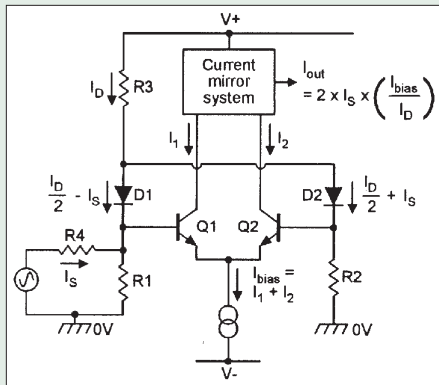 V+
Current
mirror
system
I_out
= 2 x I_S x (I_bias / I_D)
I_D
R3
I_1
I_2
I_D/2 - I_S
D1
D2
I_D/2 + I_S
Q1
Q2
R4
I_S
R1
I_bias =
I_1 + I_2
R2
0V
0V
V-